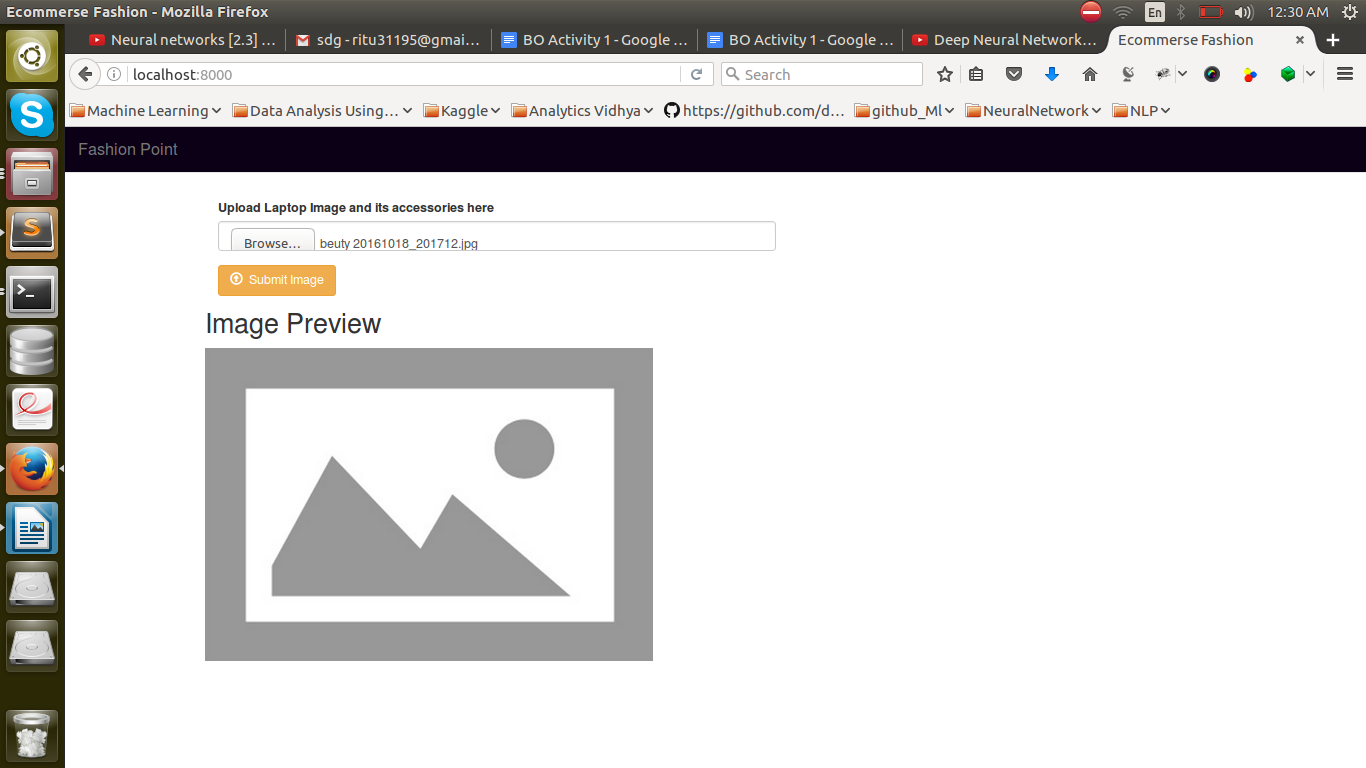 Ecommerse Fashion - Mozilla Firefox
En
12:30 AM
Neural networks [2.3] ...
sdg - ritu31195@gmai...
BO Activity 1 - Google ...
BO Activity 1 - Google ...
Deep Neural Network...
Ecommerse Fashion
localhost:8000
Search
Machine Learning
Data Analysis Using...
Kaggle
Analytics Vidhya
https://github.com/d...
github_Ml
NeuralNetwork
NLP
Fashion Point
Upload Laptop Image and its accessories here
Browse... beuty 20161018_201712.jpg
Submit Image
Image Preview